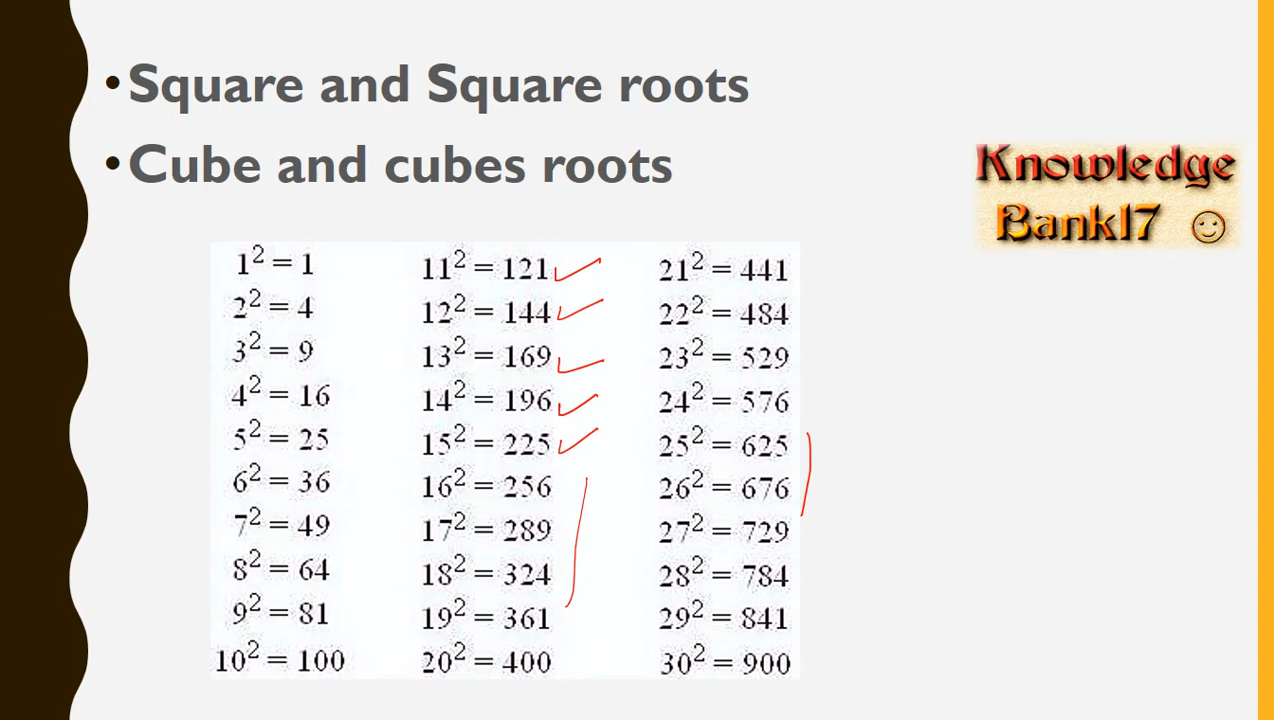 •Square and Square roots
•Cube and cubes roots
Knowledge
Bank17 ☺
1² = 1
2² = 4
3² = 9
4² = 16
5² = 25
6² = 36
7² = 49
8² = 64
9² = 81
10² = 100
11² = 121
12² = 144
13² = 169
14² = 196
15² = 225
16² = 256
17² = 289
18² = 324
19² = 361
20² = 400
21² = 441
22² = 484
23² = 529
24² = 576
25² = 625
26² = 676
27² = 729
28² = 784
29² = 841
30² = 900